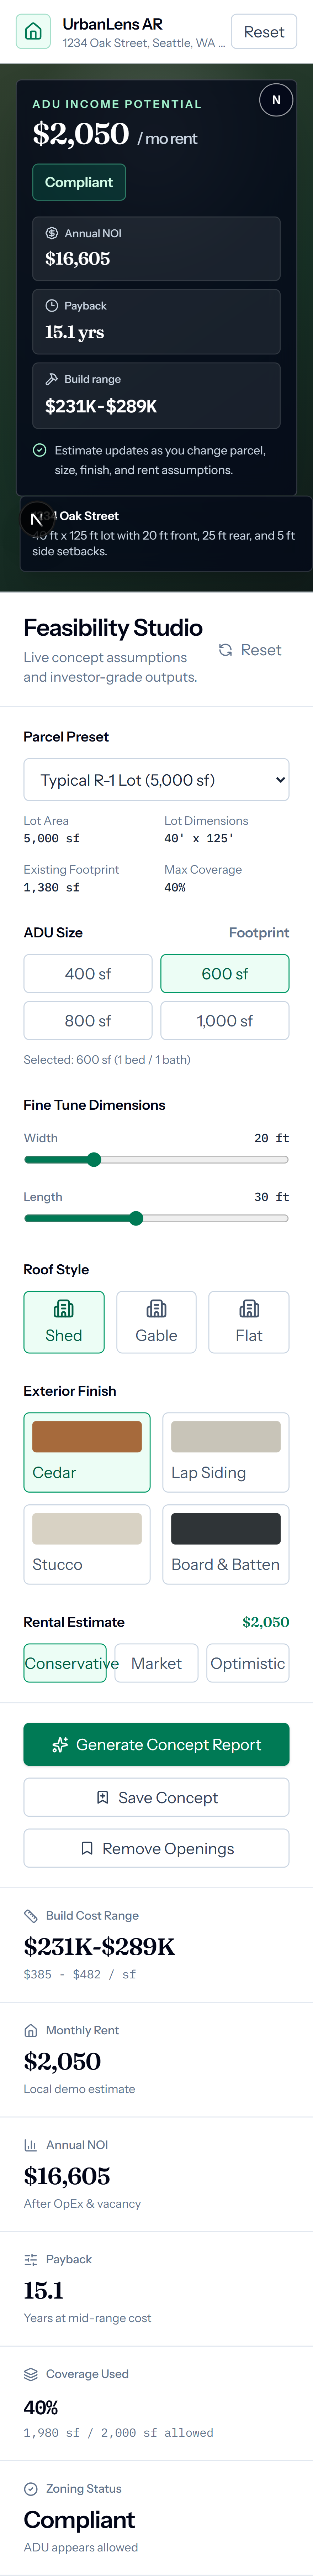 UrbanLens AR
1234 Oak Street, Seattle, WA ...
Reset
ADU INCOME POTENTIAL
N
$2,050 / mo rent
Compliant
Annual NOI
$16,605
Payback
15.1 yrs
Build range
$231K-$289K
Estimate updates as you change parcel,
size, finish, and rent assumptions.
N
Oak Street
ft x 125 ft lot with 20 ft front, 25 ft rear, and 5 ft
side setbacks.
Feasibility Studio
Live concept assumptions
and investor-grade outputs.
Reset
Parcel Preset
Typical R-1 Lot (5,000 sf)
Lot Area
Lot Dimensions
5,000 sf
40' x 125'
Existing Footprint
Max Coverage
1,380 sf
40%
ADU Size
Footprint
400 sf
600 sf
800 sf
1,000 sf
Selected: 600 sf (1 bed / 1 bath)
Fine Tune Dimensions
Width
20 ft
Length
30 ft
Roof Style
Shed
Gable
Flat
Exterior Finish
Cedar
Lap Siding
Stucco
Board & Batten
Rental Estimate
$2,050
Conservative
Market
Optimistic
Generate Concept Report
Save Concept
Remove Openings
Build Cost Range
$231K-$289K
$385 - $482 / sf
Monthly Rent
$2,050
Local demo estimate
Annual NOI
$16,605
After OpEx & vacancy
Payback
15.1
Years at mid-range cost
Coverage Used
40%
1,980 sf / 2,000 sf allowed
Zoning Status
Compliant
ADU appears allowed